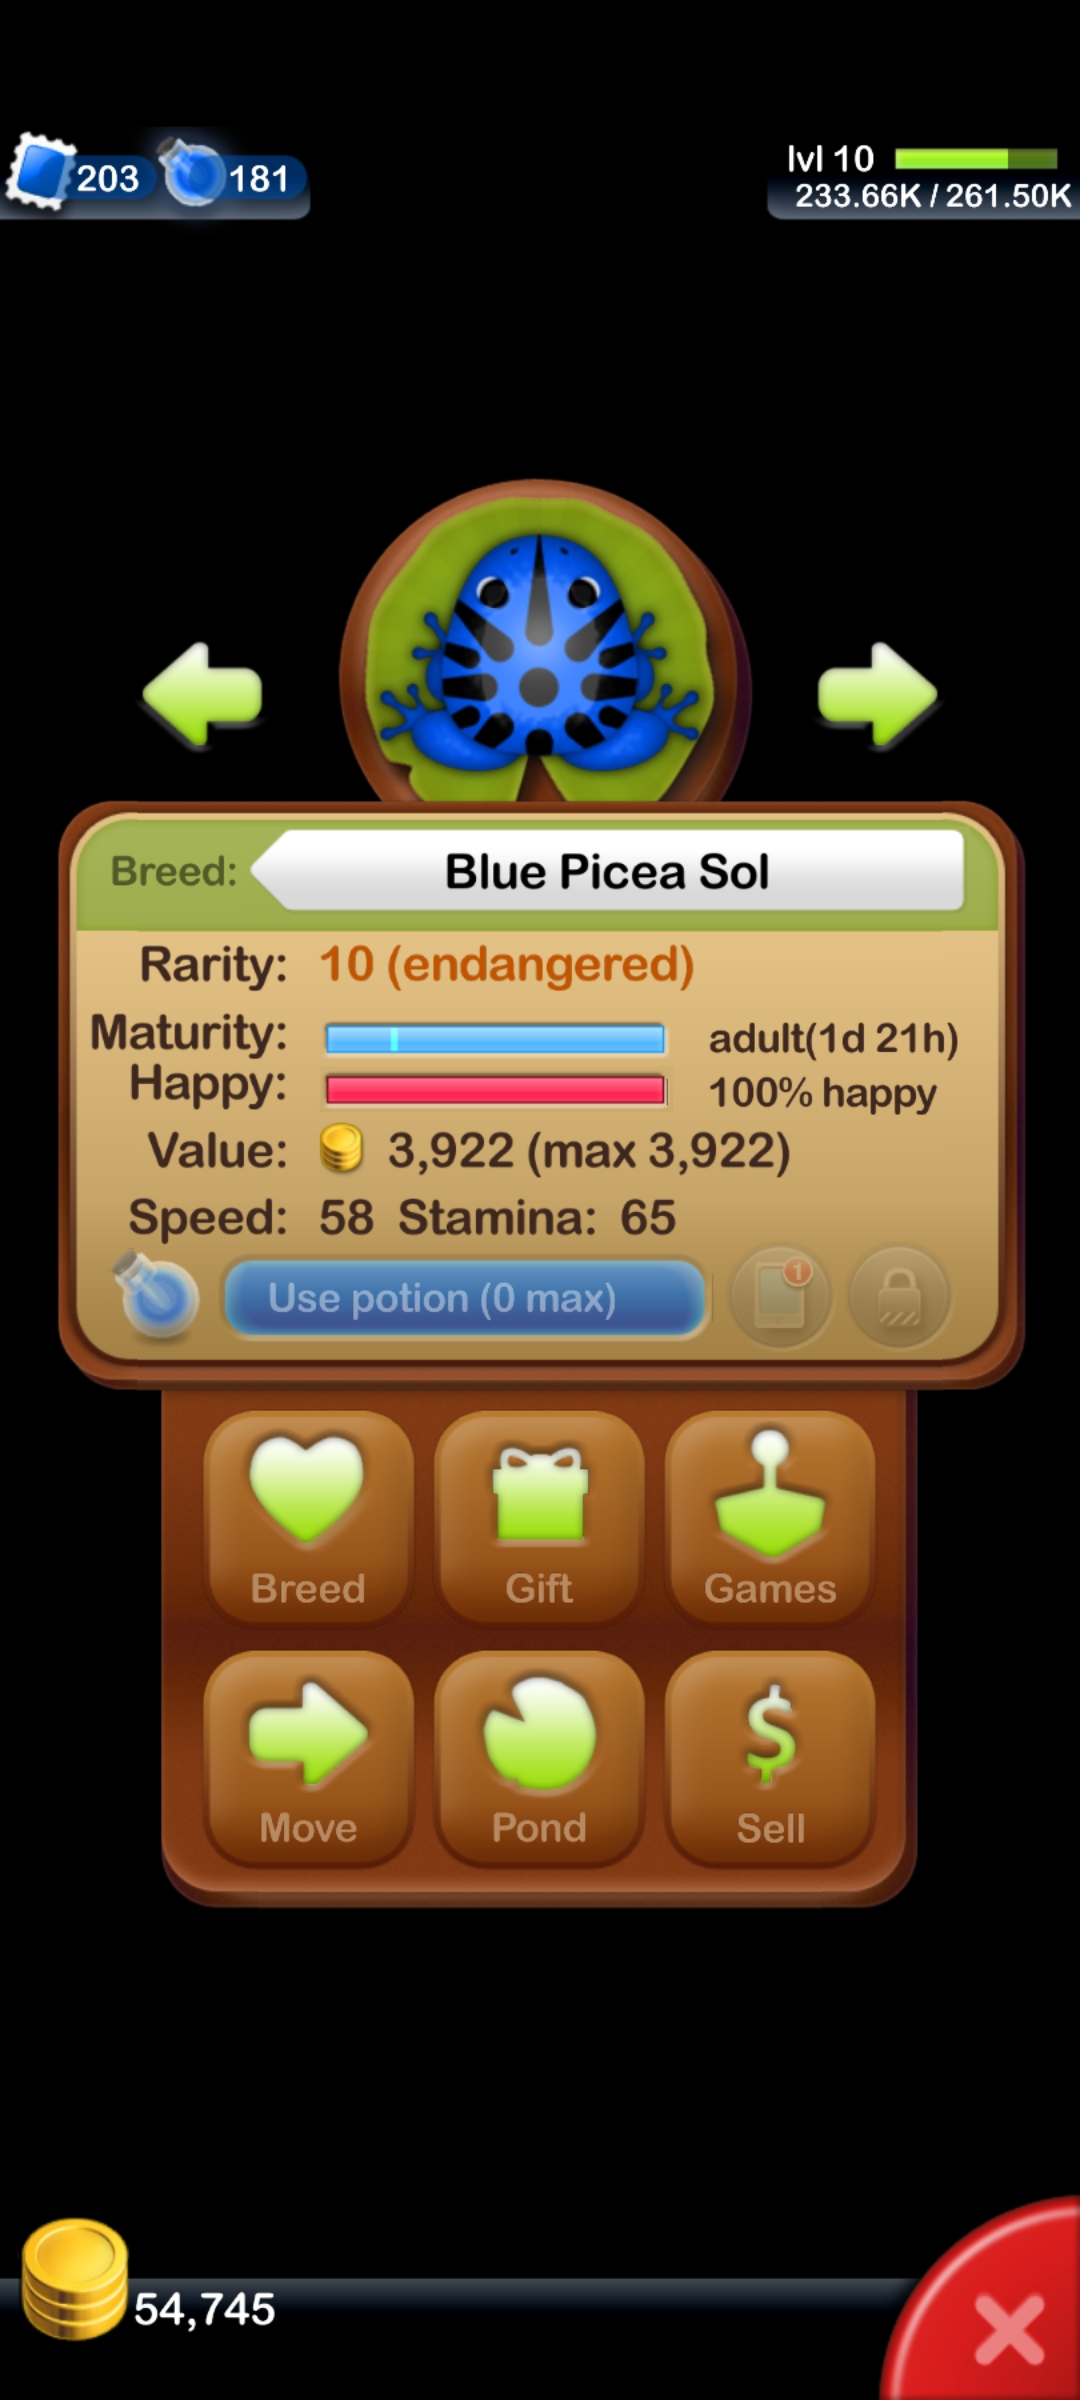 203 181 lvl 10
233.66K / 261.50K
Breed: Blue Picea Sol
Rarity: 10 (endangered)
Maturity: adult(1d 21h)
Happy: 100% happy
Value: 3,922 (max 3,922)
Speed: 58 Stamina: 65
Use potion (0 max) 1
Breed Gift Games
Move Pond Sell
54,745